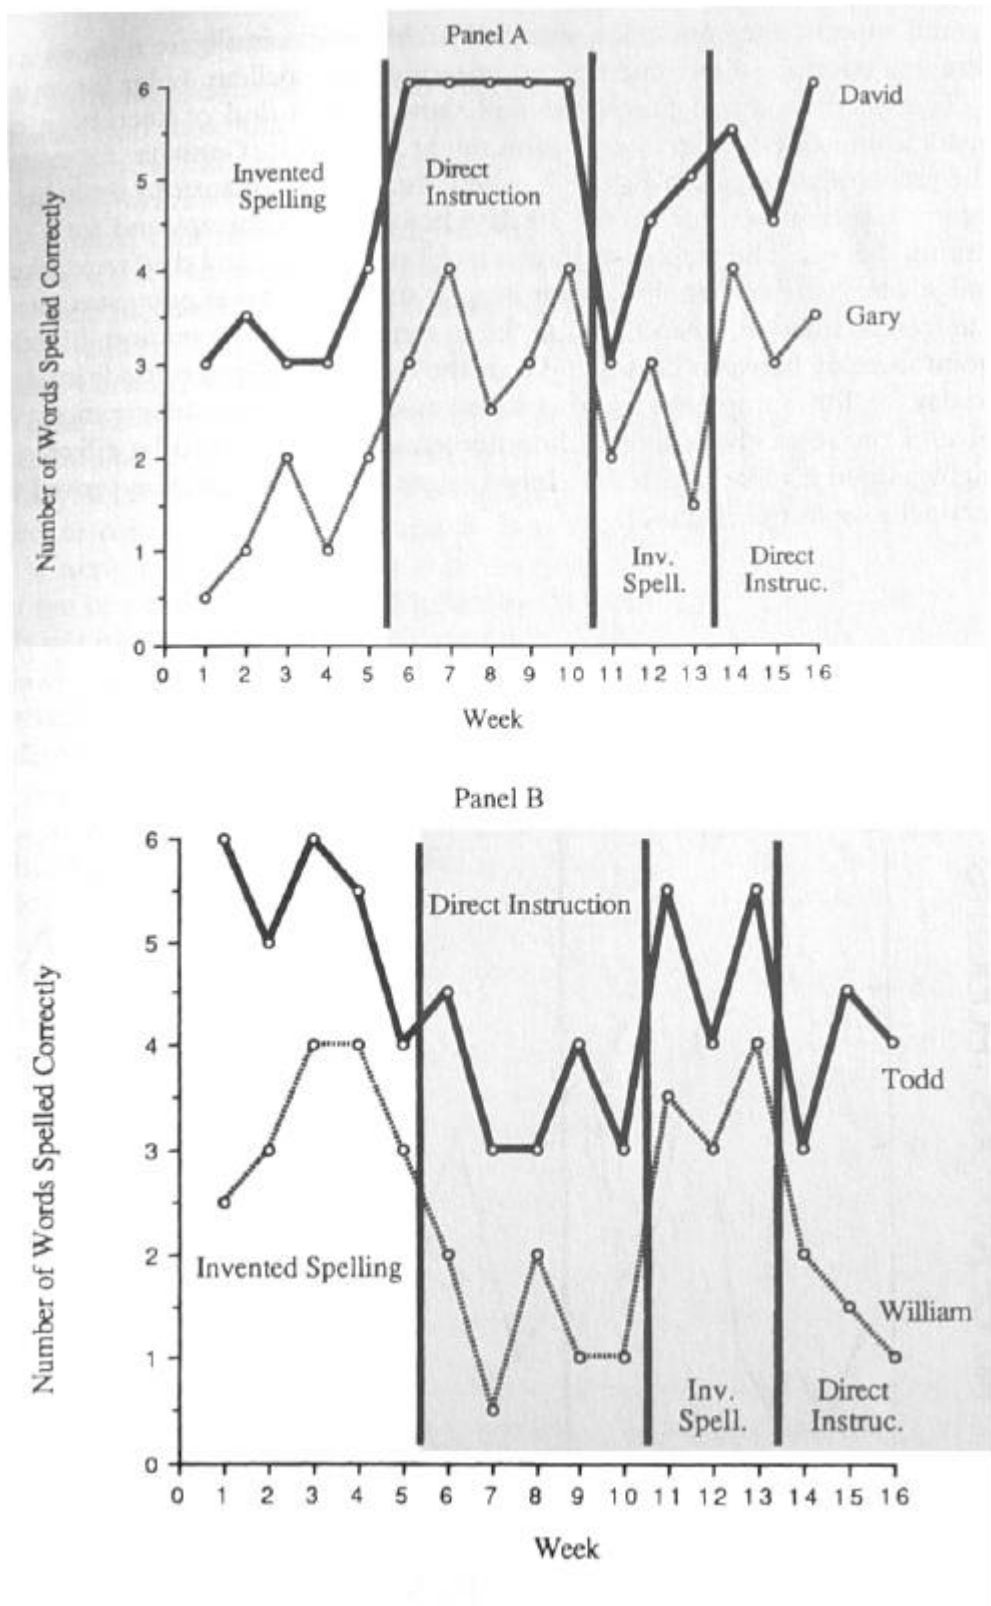 Panel A
Number of Words Spelled Correctly
6
5
4
3
2
1
0
Invented
Spelling
Direct
Instruction
David
Gary
Inv.
Spell.
Direct
Instruc.
0 1 2 3 4 5 6 7 8 9 10 11 12 13 14 15 16
Week
Panel B
Number of Words Spelled Correctly
6
5
4
3
2
1
0
Direct Instruction
Todd
Invented Spelling
William
Inv.
Spell.
Direct
Instruc.
0 1 2 3 4 5 6 7 8 9 10 11 12 13 14 15 16
Week